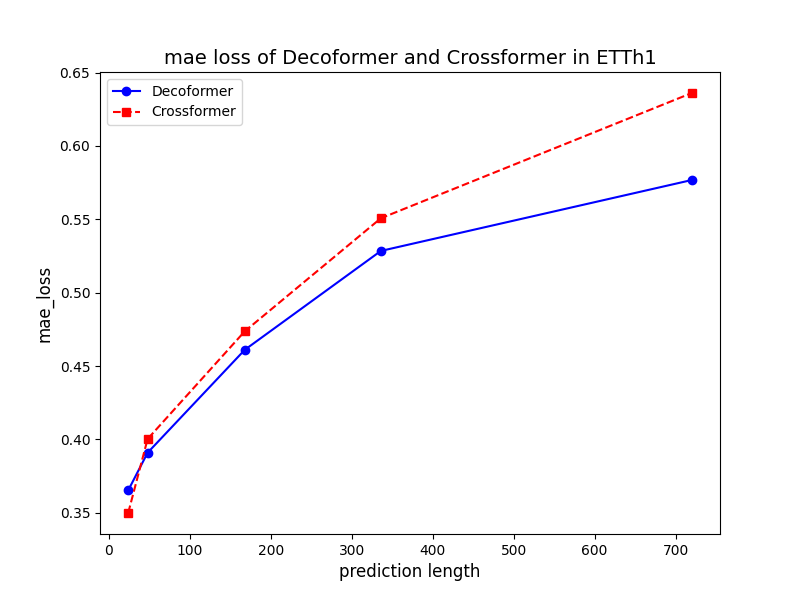 mae loss of Decoformer and Crossformer in ETTh1
Decoformer
Crossformer
0.65
0.60
0.55
0.50
0.45
0.40
0.35
mae_loss
0 100 200 300 400 500 600 700
prediction length